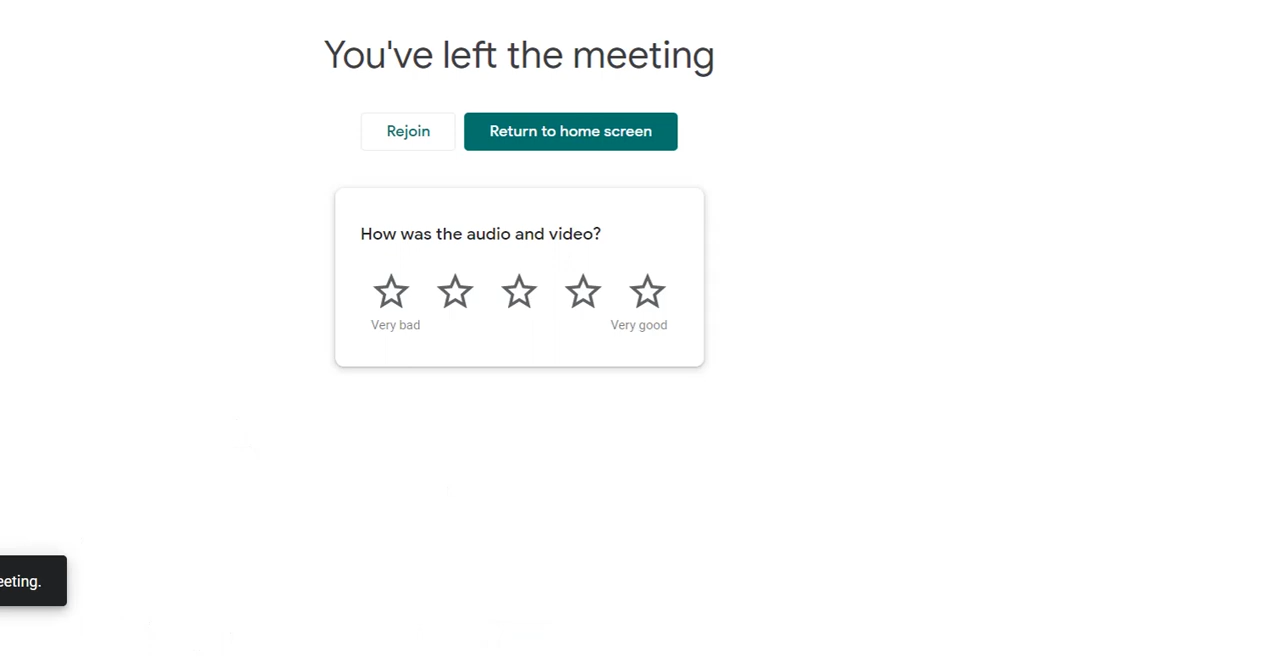 You've left the meeting
Rejoin
Return to home screen
How was the audio and video?
Very bad
Very good
eeting.